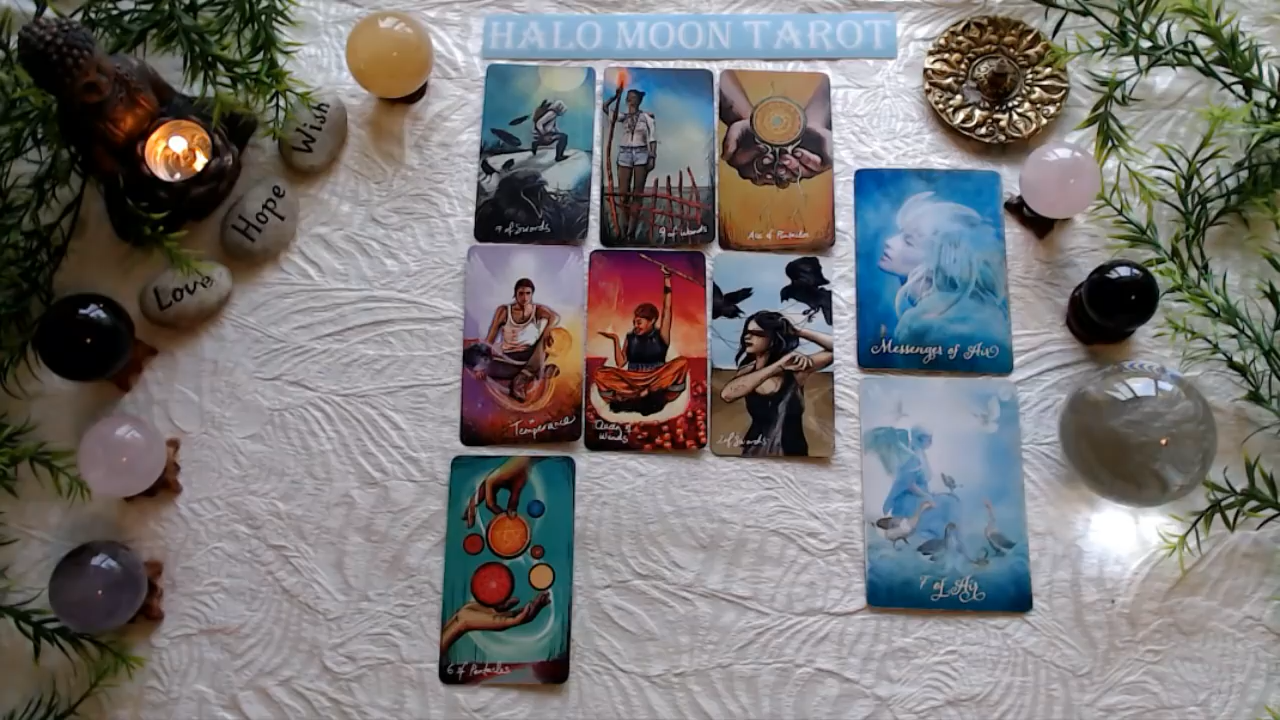 HALO MOON TAROT
Wish
Hope
Love
7 of Swords
9 of Wands
Ace of Pentacles
Messenger of Air
Temperance
Queen of
Wands
2 of Swords
7 of Air
6 of Pentacles